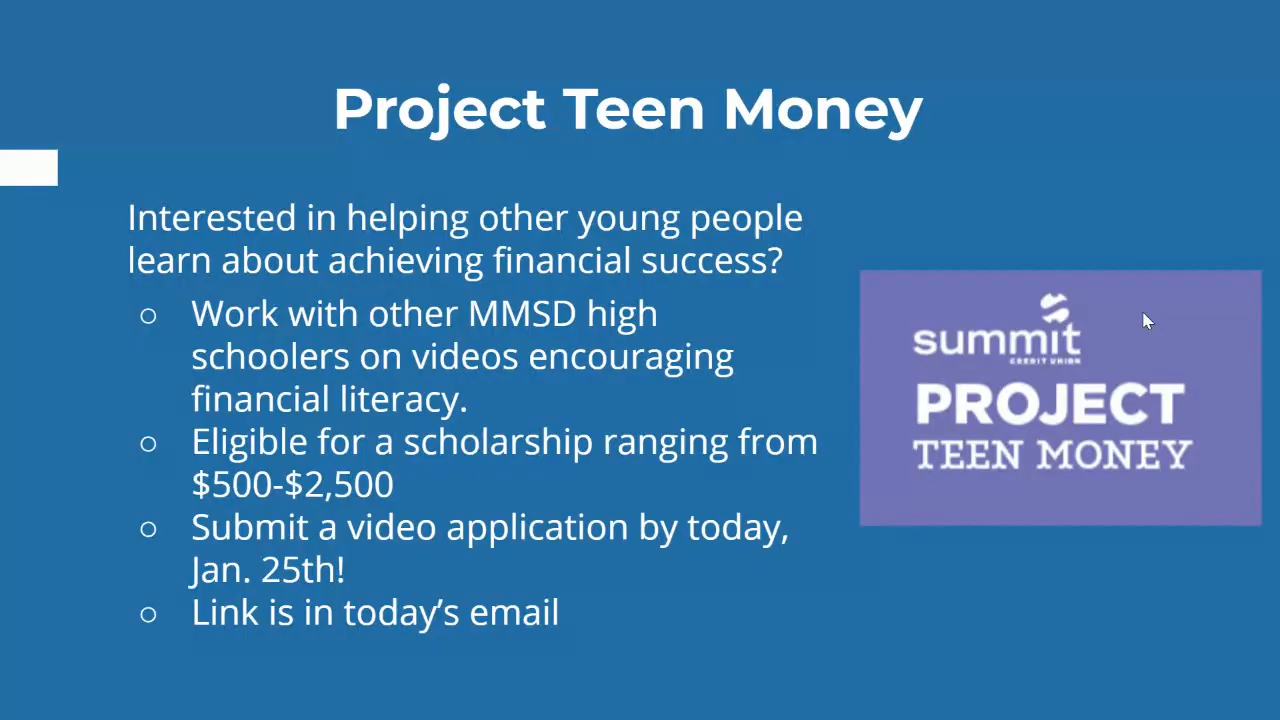 Project Teen Money
Interested in helping other young people
learn about achieving financial success?
○ Work with other MMSD high
schoolers on videos encouraging
financial literacy.
○ Eligible for a scholarship ranging from
$500-$2,500
○ Submit a video application by today,
Jan. 25th!
○ Link is in today’s email
summit
CREDIT UNION
PROJECT
TEEN MONEY